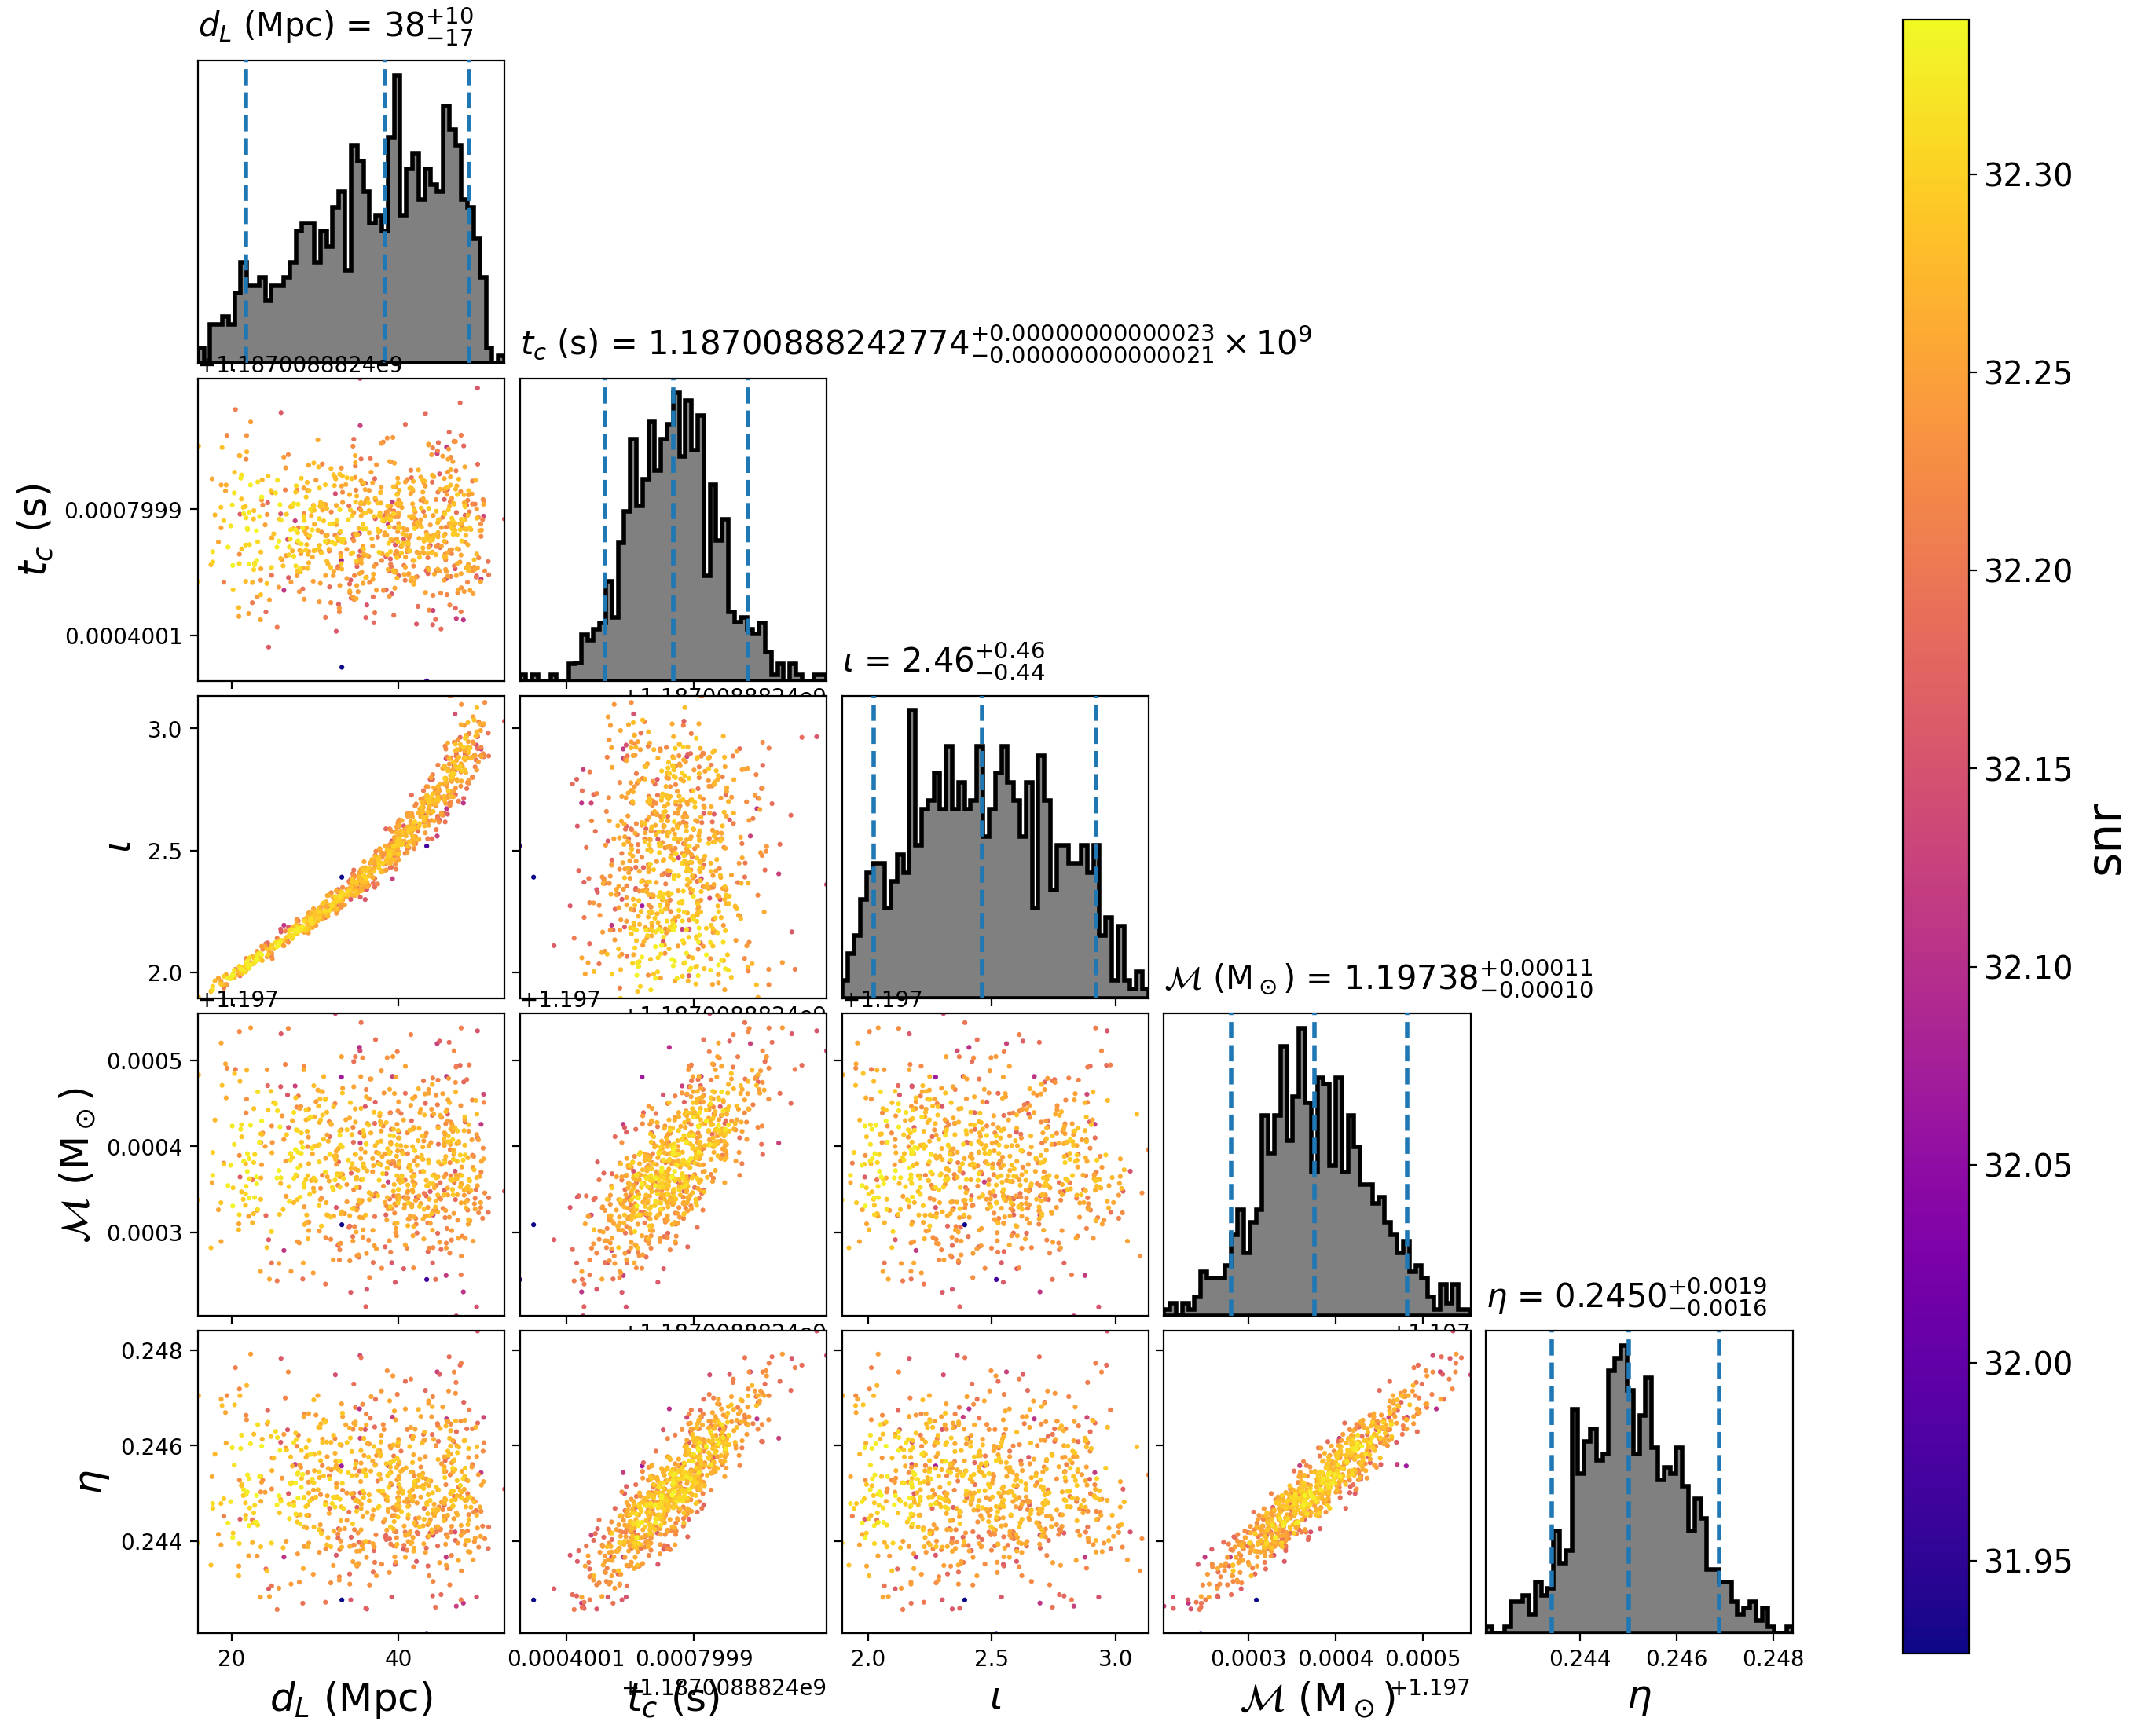 d_L (Mpc) = 38^{+10}_{-17}
+1.1870088824e9
t_c (s) = 1.18700888242774^{+0.00000000000023}_{-0.00000000000021} × 10^9
t_c (s)
0.0007999
0.0004001
+1.1870088824e9
ι = 2.46^{+0.46}_{-0.44}
ι
3.0
2.5
2.0
+1.197
+1.197
+1.1870088824e9
+1.197
ℳ (M_⊙) = 1.19738^{+0.00011}_{-0.00010}
ℳ (M_⊙)
0.0005
0.0004
0.0003
+1.1870088824e9
+1.197
η = 0.2450^{+0.0019}_{-0.0016}
η
0.248
0.246
0.244
20 40
0.0004001 0.0007999
2.0 2.5 3.0
0.0003 0.0004 0.0005
0.244 0.246 0.248
+1.1870088824e9
+1.197
d_L (Mpc)
t_c (s)
ι
ℳ (M_⊙)
η
32.30
32.25
32.20
32.15
32.10
32.05
32.00
31.95
snr